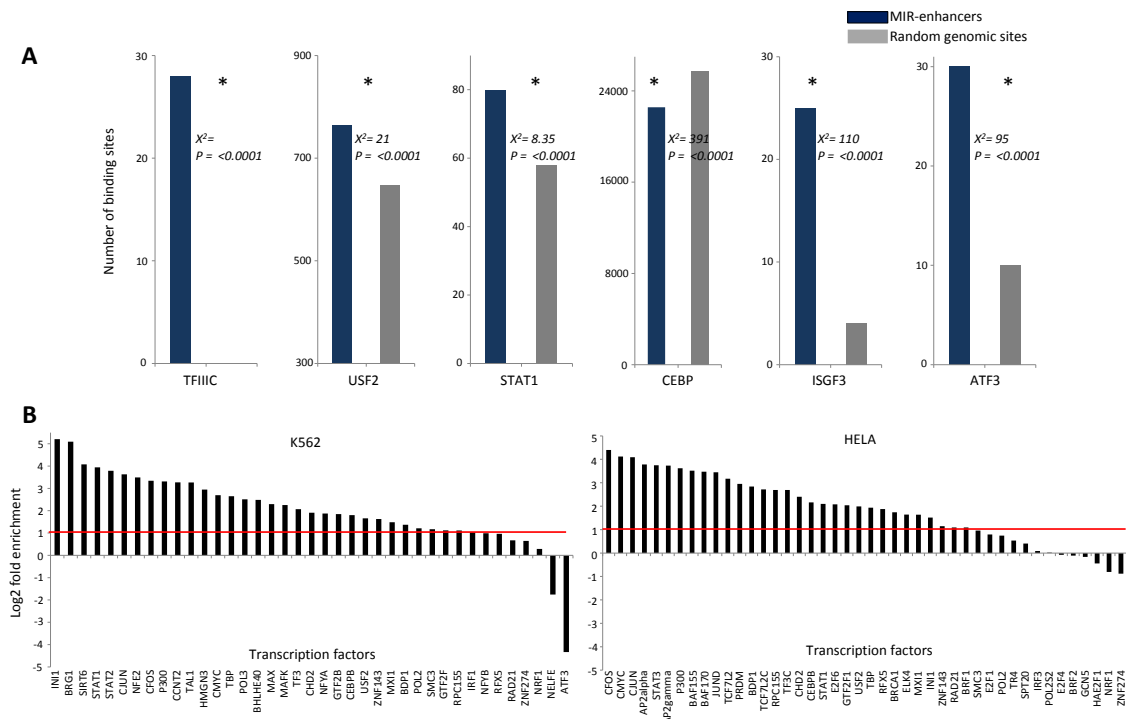 MIR-enhancers
Random genomic sites
A
Number of binding sites
30
20
10
0
*
X²=
P = <0.0001
TFIIIC
900
700
500
300
*
X²= 21
P = <0.0001
USF2
80
60
40
20
0
*
X²= 8.35
P = <0.0001
STAT1
24000
18000
12000
6000
0
*
X²= 391
P = <0.0001
CEBP
30
20
10
0
*
X²= 110
P = <0.0001
ISGF3
30
20
10
0
*
X²= 95
P = <0.0001
ATF3
B
K562
Log2 fold enrichment
5
4
3
2
1
0
-1
-2
-3
-4
-5
Transcription factors
INI1
BRG1
SIRT6
STAT1
STAT2
CJUN
NFE2
CFOS
P300
CCNT2
TAL1
HMGN3
CMYC
TBP
POL3
BHLHE40
MAX
MAFK
TF3
CHD2
NFYA
GTF2B
CEBPB
USF2
ZNF143
MXI1
BDP1
POL2
SMC3
GTF2F
RPC155
IRF1
NFYB
RFX5
RAD21
ZNF274
NRF1
NELFE
ATF3
HELA
5
4
3
2
1
0
-1
-2
-3
-4
-5
Transcription factors
CFOS
CMYC
CJUN
AP2alpha
STAT3
AP2gamma
P300
BAF155
BAF170
JUND
TCF7L2
PRDM
BDP1
TCF7L2C
RPC155
TF3C
CHD2
CEBPB
STAT1
E2F6
GTF2F1
USF2
TBP
RFX5
BRCA1
ELK4
MXI1
INI1
ZNF143
RAD21
BRF1
SMC3
E2F1
POL2
TR4
SPT20
IRF3
POL2S2
E2F4
BRF2
GCN5
HAE2F1
NRF1
ZNF274